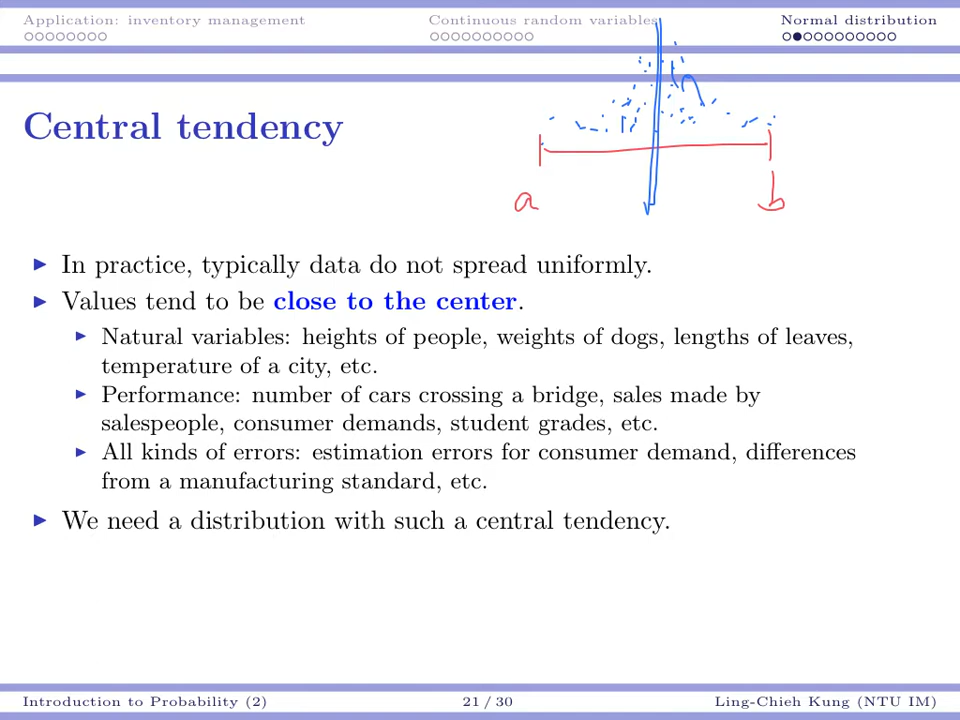 Application: inventory management
Continuous random variables
Normal distribution
Central tendency
a
b
▶ In practice, typically data do not spread uniformly.
▶ Values tend to be close to the center.
▶ Natural variables: heights of people, weights of dogs, lengths of leaves,
temperature of a city, etc.
▶ Performance: number of cars crossing a bridge, sales made by
salespeople, consumer demands, student grades, etc.
▶ All kinds of errors: estimation errors for consumer demand, differences
from a manufacturing standard, etc.
▶ We need a distribution with such a central tendency.
Introduction to Probability (2)
21 / 30
Ling-Chieh Kung (NTU IM)